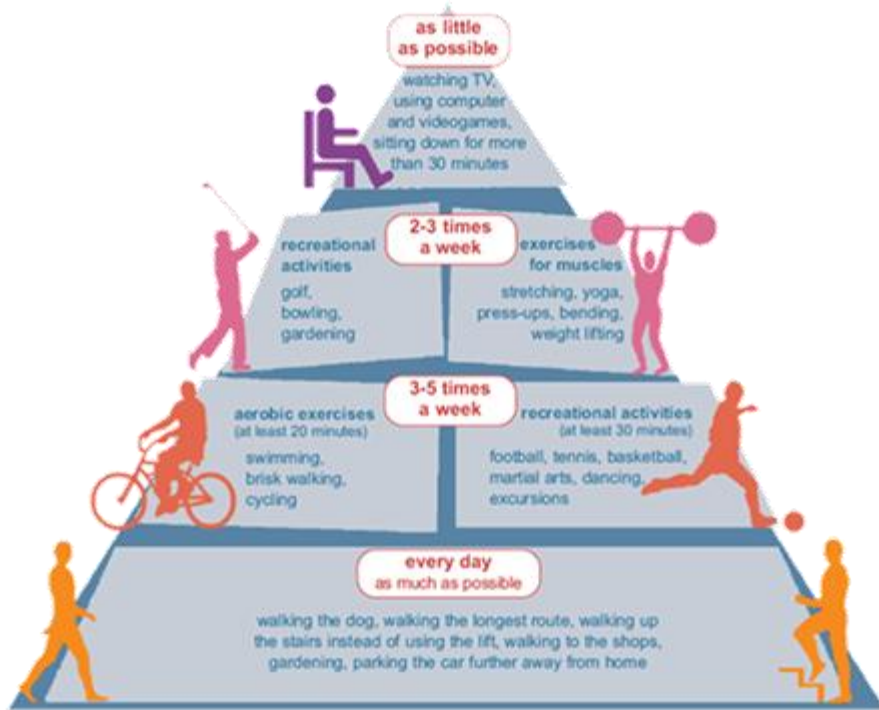 as little
as possible
watching TV,
using computer
and videogames,
sitting down for more
than 30 minutes
2-3 times
a week
recreational
activities
golf,
bowling,
gardening
exercises
for muscles
stretching, yoga,
press-ups, bending,
weight lifting
3-5 times
a week
aerobic exercises
(at least 20 minutes)
swimming,
brisk walking,
cycling
recreational activities
(at least 30 minutes)
football, tennis, basketball,
martial arts, dancing,
excursions
every day
as much as possible
walking the dog, walking the longest route, walking up
the stairs instead of using the lift, walking to the shops,
gardening, parking the car further away from home